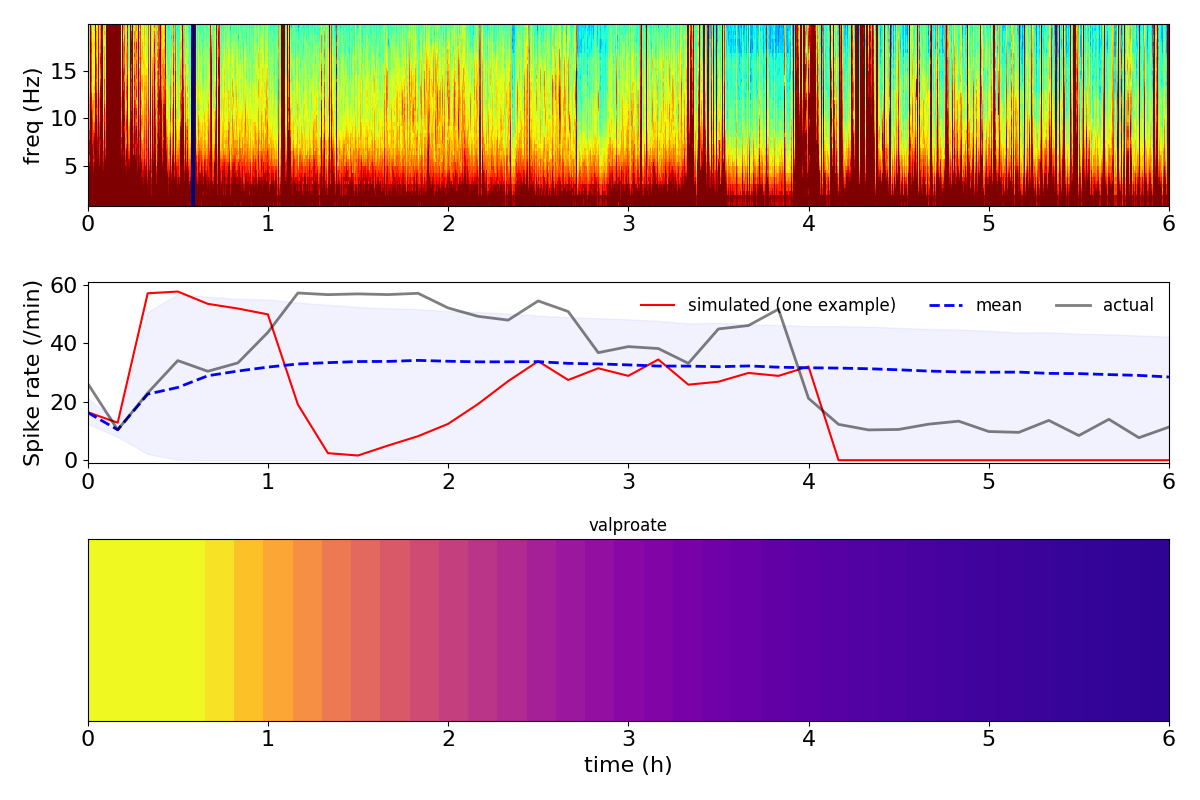 freq (Hz)
15
10
5
0 1 2 3 4 5 6
Spike rate (/min)
60
40
20
0
simulated (one example) mean actual
0 1 2 3 4 5 6
valproate
0 1 2 3 4 5 6
time (h)